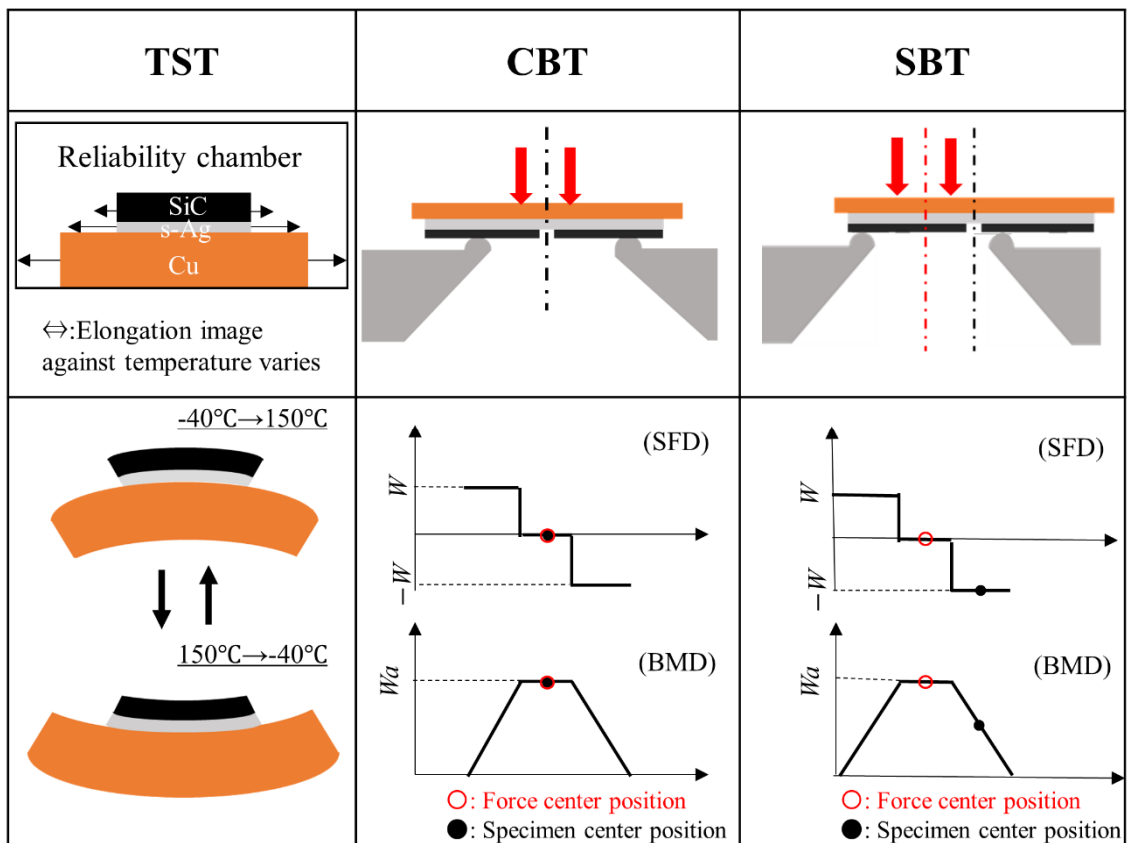 TST
CBT
SBT
Reliability chamber
SiC
s-Ag
Cu
⇔:Elongation image
against temperature varies
-40℃→150℃
150℃→-40℃
(SFD)
W
−W
(BMD)
Wa
○: Force center position
●: Specimen center position
(SFD)
W
−W
(BMD)
Wa
○: Force center position
●: Specimen center position